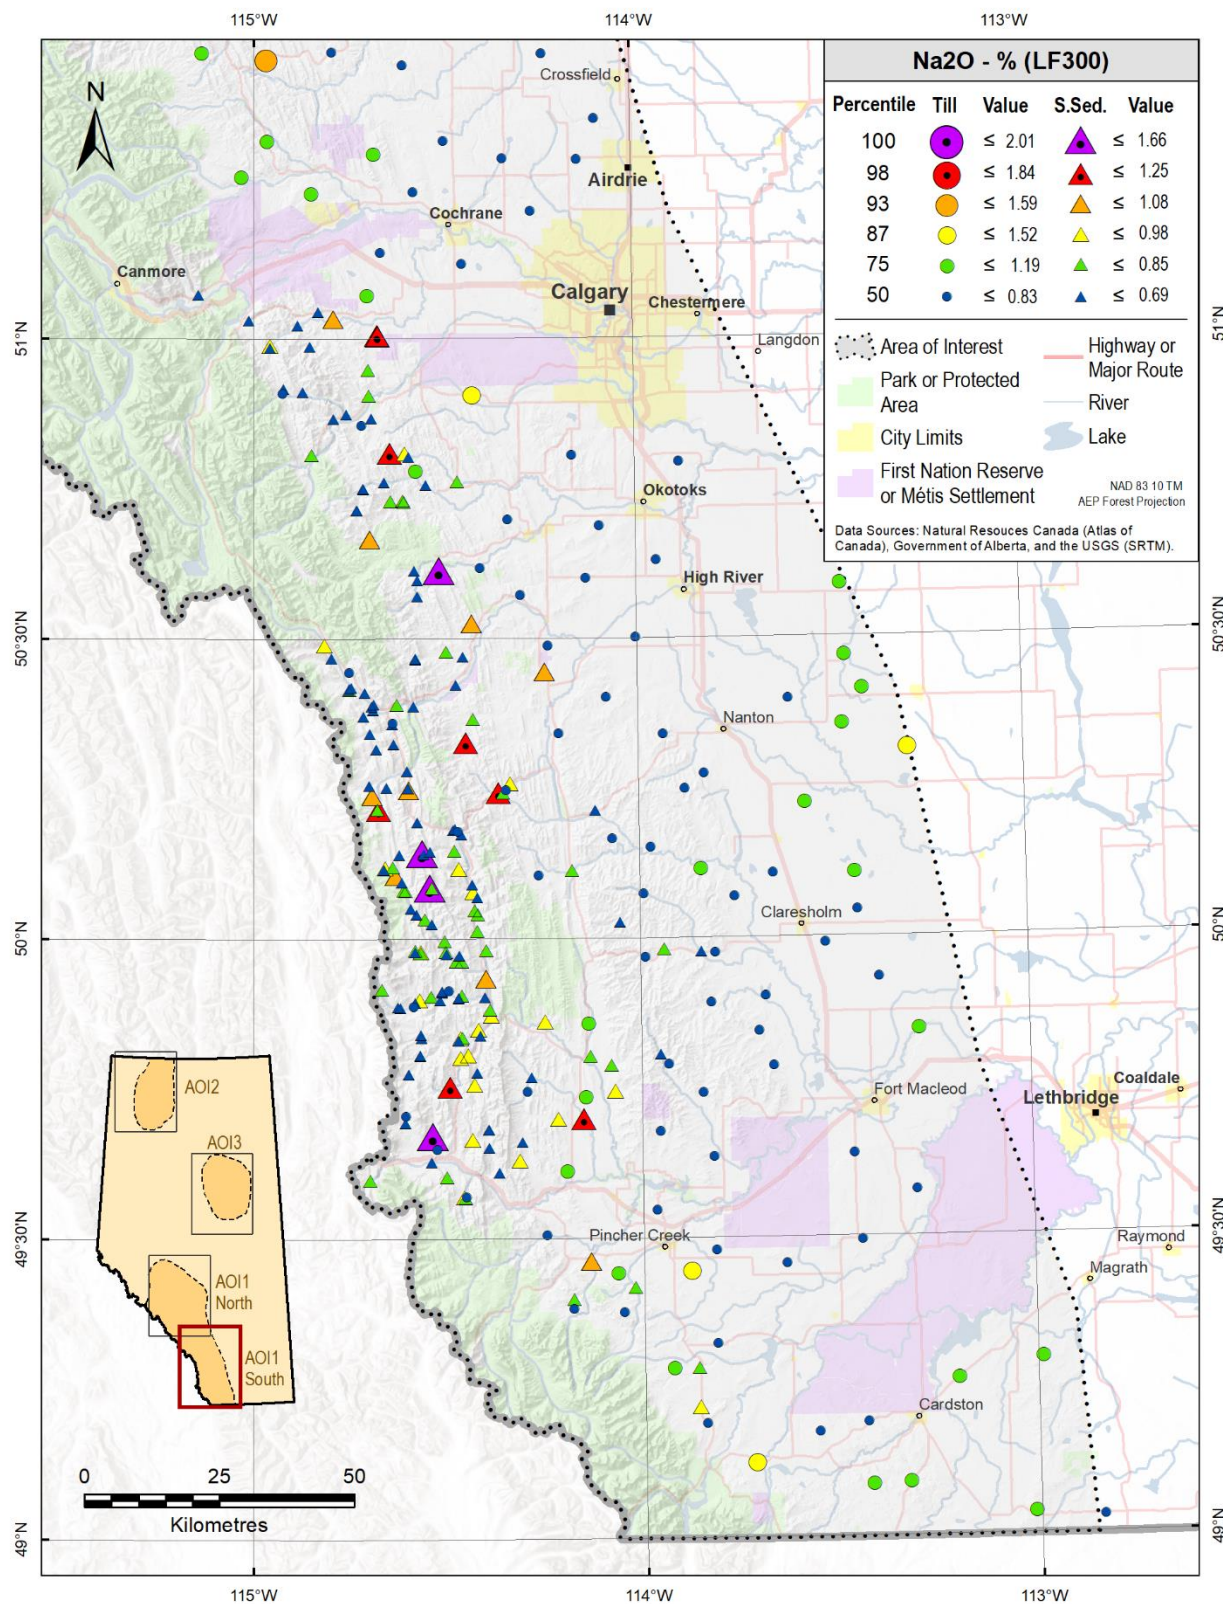 115°W
114°W
113°W
Na2O - % (LF300)
Percentile Till Value S.Sed. Value
100 ≤ 2.01 ≤ 1.66
98 ≤ 1.84 ≤ 1.25
93 ≤ 1.59 ≤ 1.08
87 ≤ 1.52 ≤ 0.98
75 ≤ 1.19 ≤ 0.85
50 ≤ 0.83 ≤ 0.69
Area of Interest
Park or Protected
Area
City Limits
First Nation Reserve
or Métis Settlement
Highway or
Major Route
River
Lake
NAD 83 10 TM
AEP Forest Projection
Data Sources: Natural Resouces Canada (Atlas of
Canada), Government of Alberta, and the USGS (SRTM).
N
Crossfield
Airdrie
Cochrane
Canmore
Calgary
Chestermere
Langdon
51°N
51°N
Okotoks
High River
50°30'N
50°30'N
Nanton
Claresholm
50°N
50°N
Fort Macleod
Coaldale
Lethbridge
Pincher Creek
Raymond
Magrath
49°30'N
49°30'N
Cardston
49°N
49°N
AOI2
AOI3
AOI1
North
AOI1
South
0 25 50
Kilometres
115°W
114°W
113°W